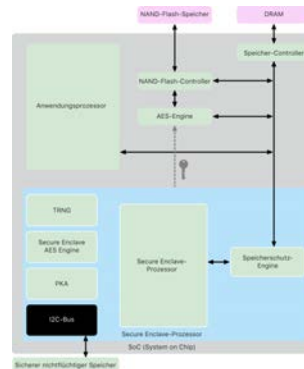 NAND-Flash-Speicher
DRAM
Speicher-Controller
NAND-Flash-Controller
Anwendungsprozessor
AES-Engine
TRNG
Secure Enclave
AES Engine
Secure Enclave-
Prozessor
Speicherschutz-
Engine
PKA
I2C-Bus
Secure Enclave-Prozessor
SoC (System on Chip)
Sicherer nichtflüchtiger Speicher